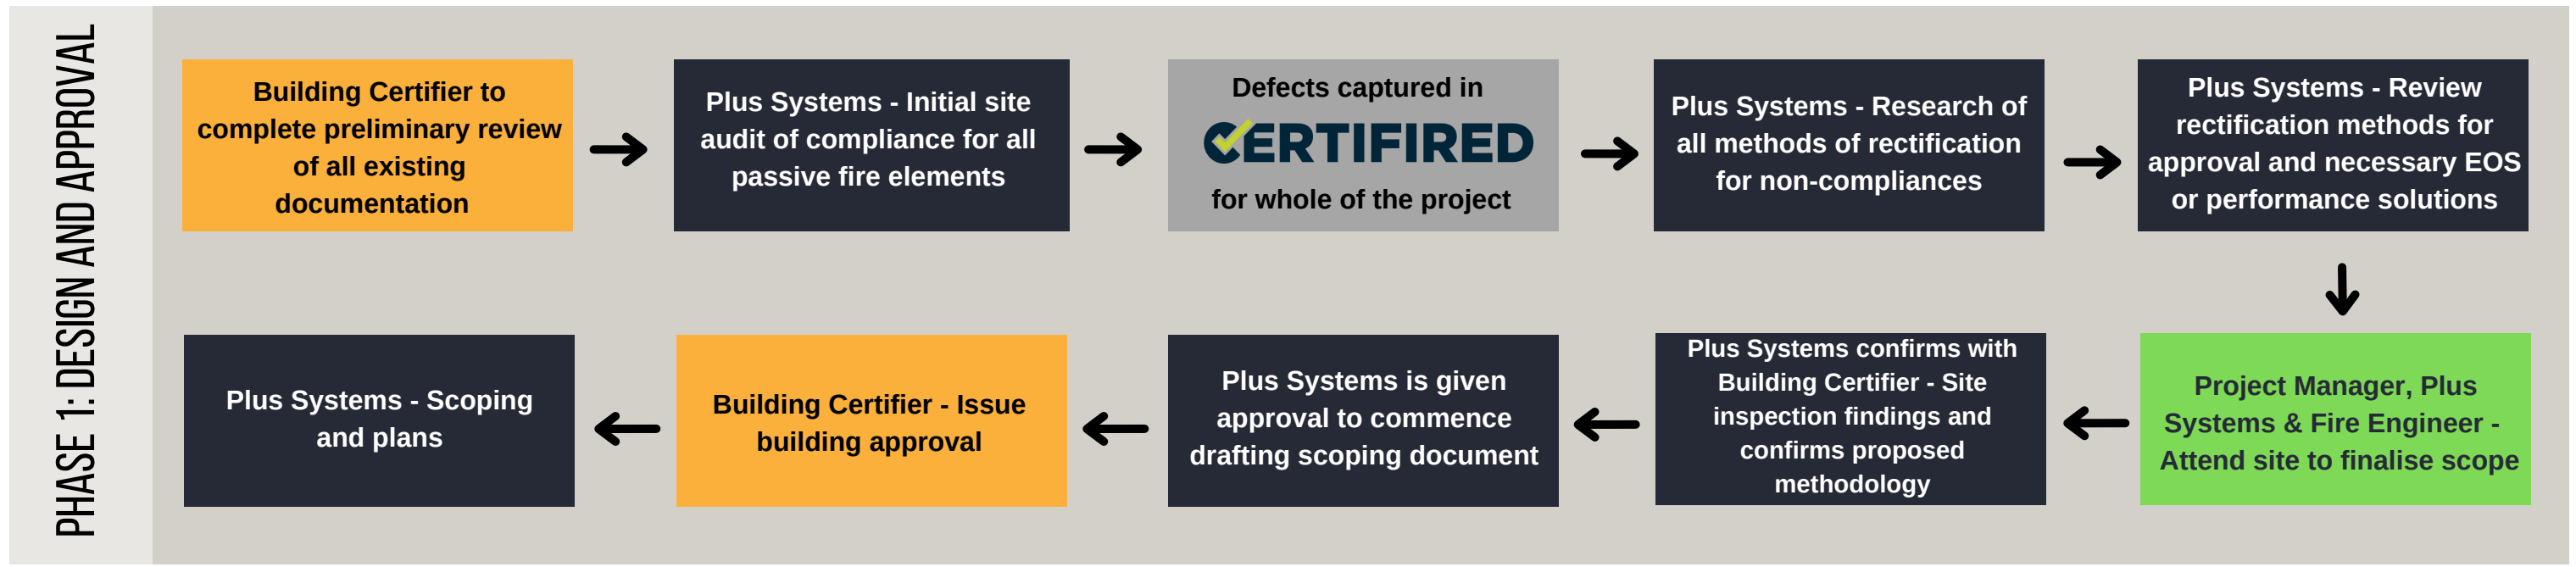 PHASE 1: DESIGN AND APPROVAL
Building Certifier to
complete preliminary review
of all existing
documentation
Plus Systems - Initial site
audit of compliance for all
passive fire elements
Defects captured in
CERTIFIRED
for whole of the project
Plus Systems - Research of
all methods of rectification
for non-compliances
Plus Systems - Review
rectification methods for
approval and necessary EOS
or performance solutions
Project Manager, Plus
Systems & Fire Engineer -
Attend site to finalise scope
Plus Systems confirms with
Building Certifier - Site
inspection findings and
confirms proposed
methodology
Plus Systems is given
approval to commence
drafting scoping document
Building Certifier - Issue
building approval
Plus Systems - Scoping
and plans